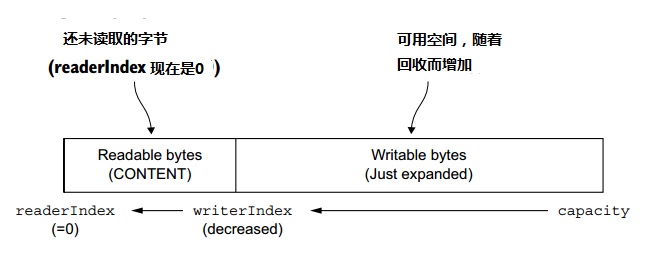 还未读取的字节
(readerIndex 现在是0 )
可用空间，随着
回收而增加
Readable bytes
(CONTENT)
Writable bytes
(Just expanded)
readerIndex
(=0)
writerIndex
(decreased)
capacity